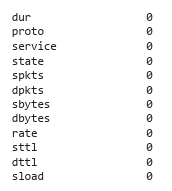 dur 0
proto 0
service 0
state 0
spkts 0
dpkts 0
sbytes 0
dbytes 0
rate 0
sttl 0
dttl 0
sload 0